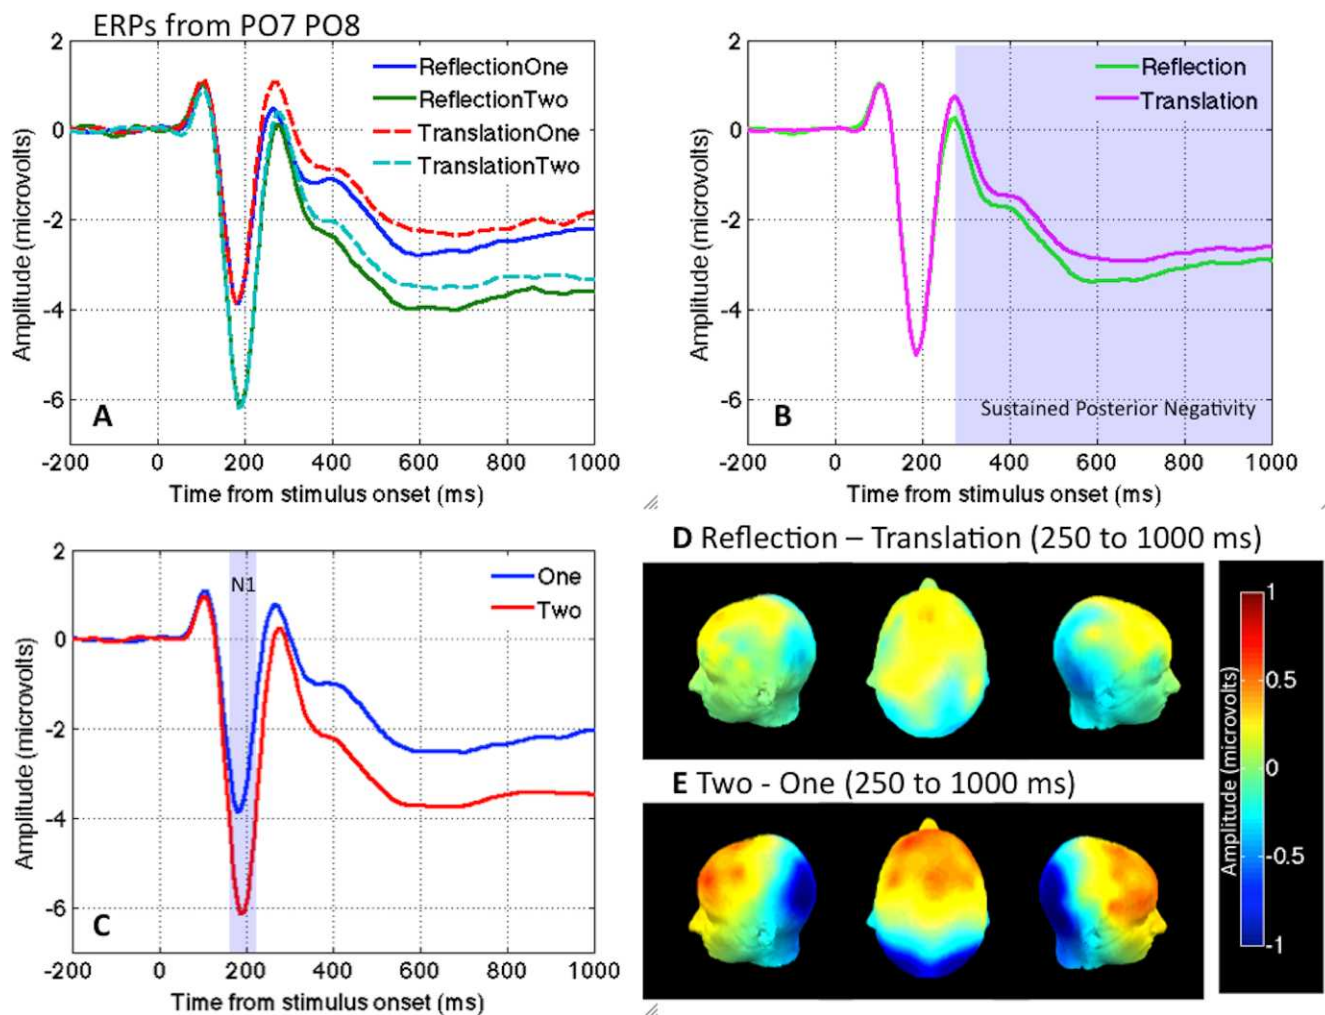 ERPs from PO7 PO8
2
0
-2
-4
-6
Amplitude (microvolts)
ReflectionOne
ReflectionTwo
TranslationOne
TranslationTwo
A
-200 0 200 400 600 800 1000
Time from stimulus onset (ms)
2
0
-2
-4
-6
Amplitude (microvolts)
Reflection
Translation
B
Sustained Posterior Negativity
-200 0 200 400 600 800 1000
Time from stimulus onset (ms)
2
0
-2
-4
-6
Amplitude (microvolts)
N1
One
Two
C
-200 0 200 400 600 800 1000
Time from stimulus onset (ms)
D Reflection – Translation (250 to 1000 ms)
E Two - One (250 to 1000 ms)
Amplitude (microvolts)
1
0.5
0
-0.5
-1